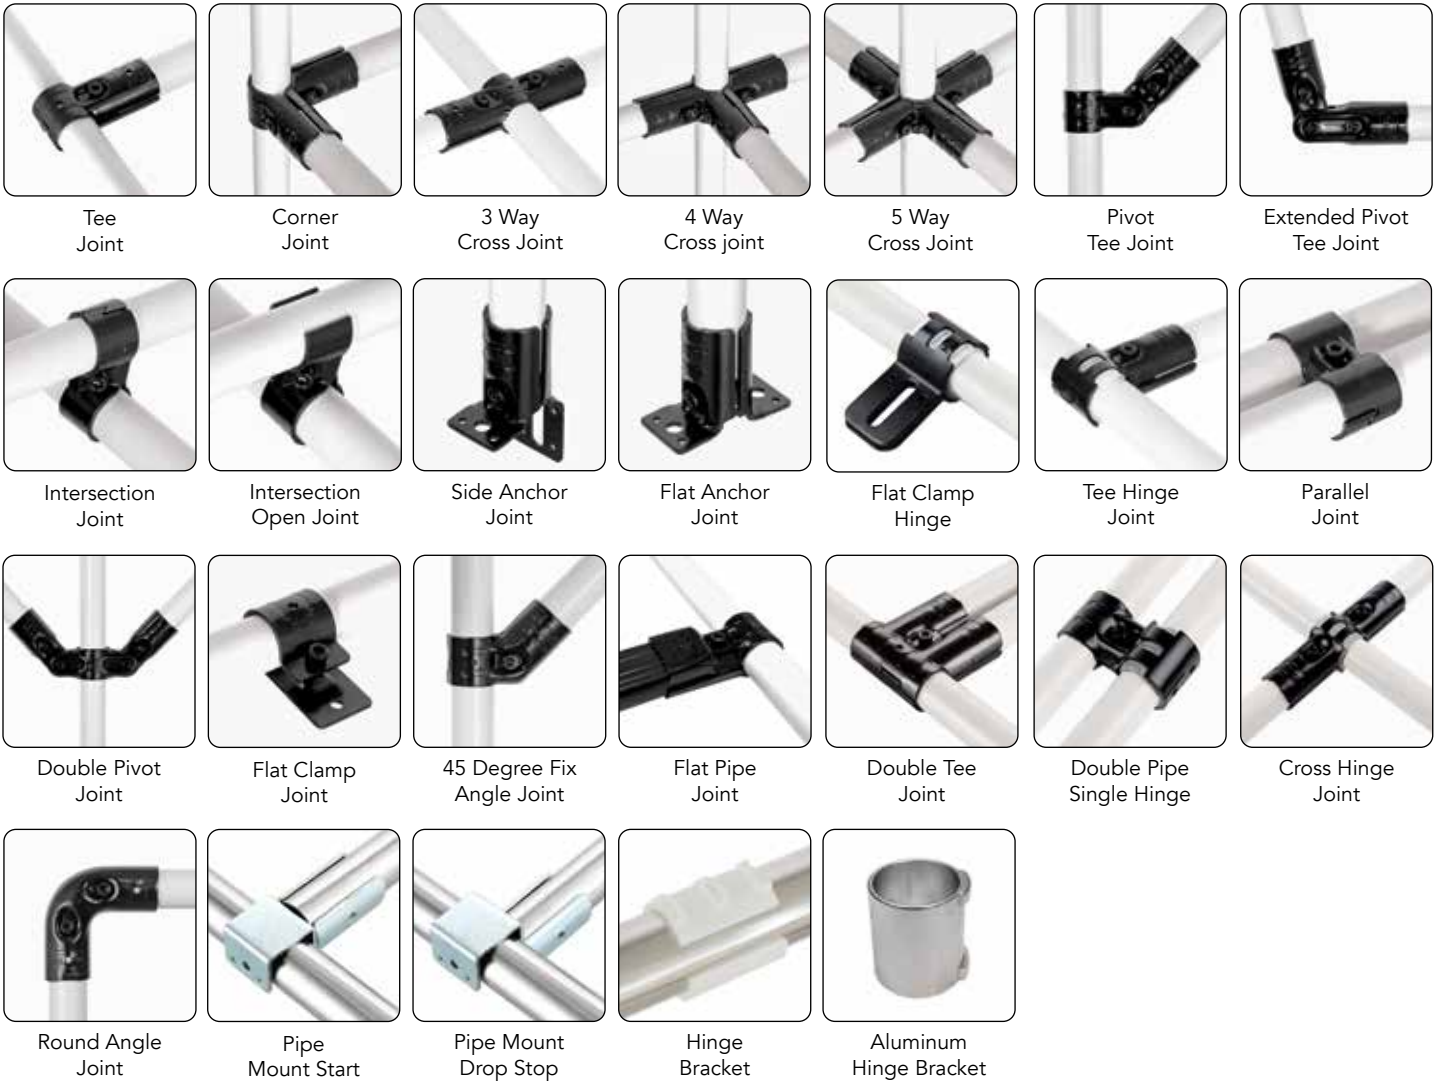 Tee
Joint
Corner
Joint
3 Way
Cross Joint
4 Way
Cross joint
5 Way
Cross Joint
Pivot
Tee Joint
Extended Pivot
Tee Joint
Intersection
Joint
Intersection
Open Joint
Side Anchor
Joint
Flat Anchor
Joint
Flat Clamp
Hinge
Tee Hinge
Joint
Parallel
Joint
Double Pivot
Joint
Flat Clamp
Joint
45 Degree Fix
Angle Joint
Flat Pipe
Joint
Double Tee
Joint
Double Pipe
Single Hinge
Cross Hinge
Joint
Round Angle
Joint
Pipe
Mount Start
Pipe Mount
Drop Stop
Hinge
Bracket
Aluminum
Hinge Bracket